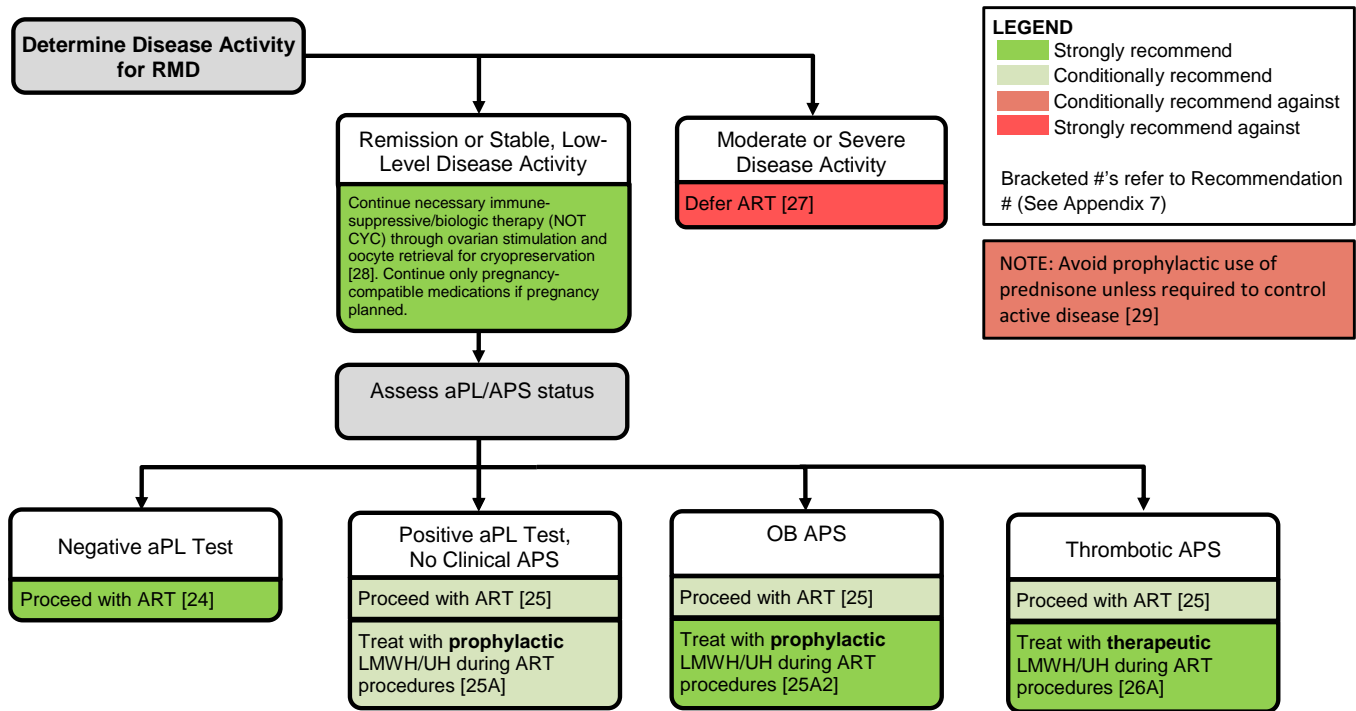 Determine Disease Activity
for RMD
Remission or Stable, Low-
Level Disease Activity
Continue necessary immune-
suppressive/biologic therapy (NOT
CYC) through ovarian stimulation and
oocyte retrieval for cryopreservation
[28]. Continue only pregnancy-
compatible medications if pregnancy
planned.
Moderate or Severe
Disease Activity
Defer ART [27]
LEGEND
Strongly recommend
Conditionally recommend
Conditionally recommend against
Strongly recommend against
Bracketed #'s refer to Recommendation
# (See Appendix 7)
NOTE: Avoid prophylactic use of
prednisone unless required to control
active disease [29]
Assess aPL/APS status
Negative aPL Test
Proceed with ART [24]
Positive aPL Test,
No Clinical APS
Proceed with ART [25]
Treat with prophylactic
LMWH/UH during ART
procedures [25A]
OB APS
Proceed with ART [25]
Treat with prophylactic
LMWH/UH during ART
procedures [25A2]
Thrombotic APS
Proceed with ART [25]
Treat with therapeutic
LMWH/UH during ART
procedures [26A]